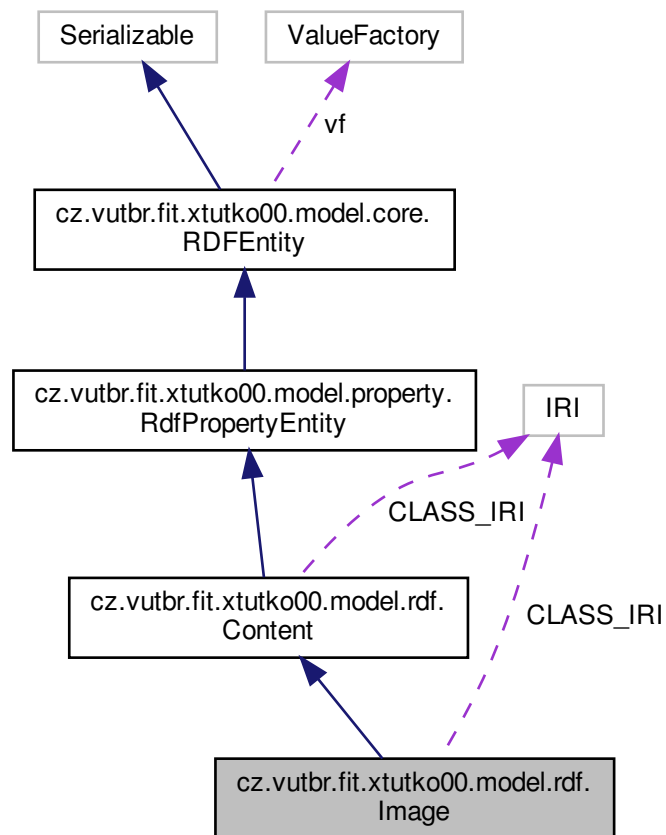 Serializable
ValueFactory
vf
cz.vutbr.fit.xtutko00.model.core.
RDFEntity
cz.vutbr.fit.xtutko00.model.property.
RdfPropertyEntity
IRI
CLASS_IRI
cz.vutbr.fit.xtutko00.model.rdf.
Content
CLASS_IRI
cz.vutbr.fit.xtutko00.model.rdf.
Image